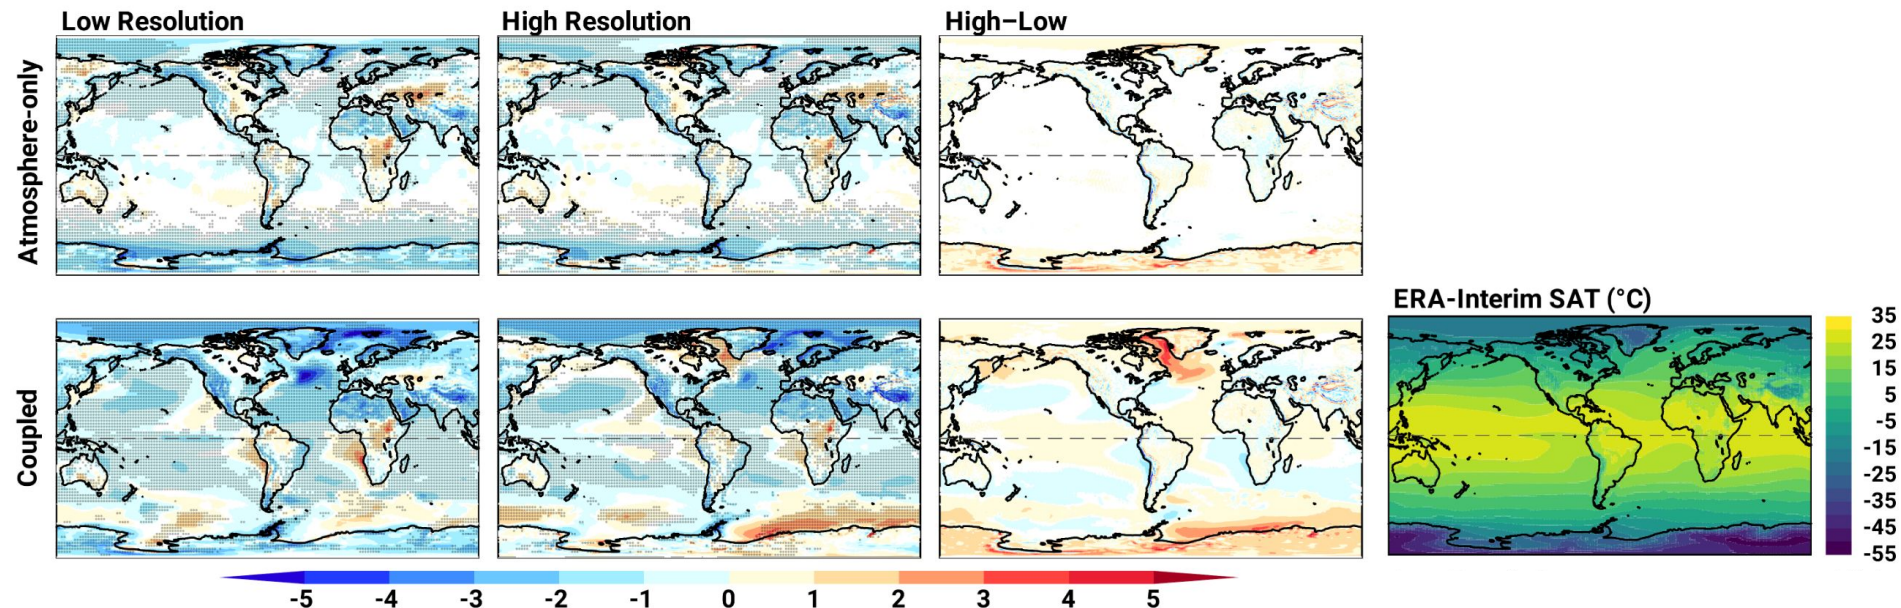 Low Resolution
High Resolution
High–Low
Atmosphere-only
Coupled
ERA-Interim SAT (°C)
35
25
15
5
-5
-15
-25
-35
-45
-55
-5 -4 -3 -2 -1 0 1 2 3 4 5